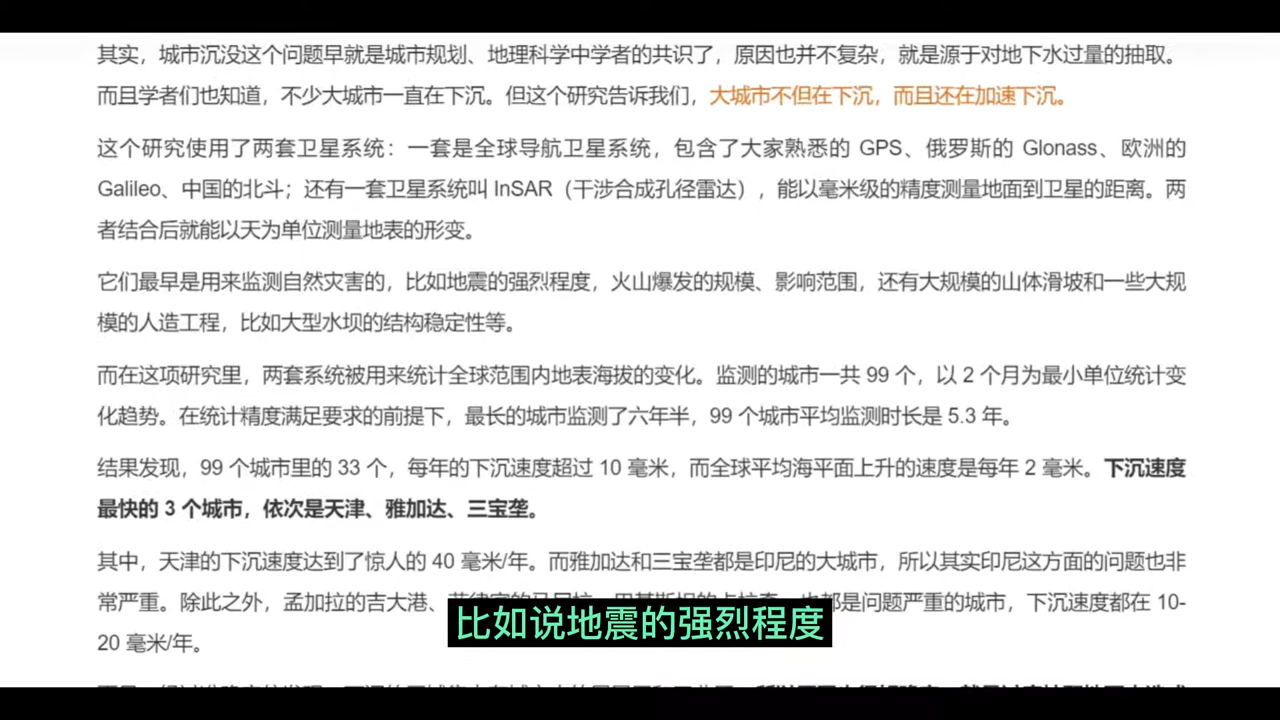 其实，城市沉没这个问题早就是城市规划、地理科学中学者的共识了，原因也并不复杂，就是源于对地下水过量的抽取。
而且学者们也知道，不少大城市一直在下沉。但这个研究告诉我们，大城市不但在下沉，而且还在加速下沉。
这个研究使用了两套卫星系统：一套是全球导航卫星系统，包含了大家熟悉的 GPS、俄罗斯的 Glonass、欧洲的
Galileo、中国的北斗；还有一套卫星系统叫 InSAR（干涉合成孔径雷达），能以毫米级的精度测量地面到卫星的距离。两
者结合后就能以天为单位测量地表的形变。
它们最早是用来监测自然灾害的，比如地震的强烈程度，火山爆发的规模、影响范围，还有大规模的山体滑坡和一些大规
模的人造工程，比如大型水坝的结构稳定性等。
而在这项研究里，两套系统被用来统计全球范围内地表海拔的变化。监测的城市一共 99 个，以 2 个月为最小单位统计变
化趋势。在统计精度满足要求的前提下，最长的城市监测了六年半，99 个城市平均监测时长是 5.3 年。
结果发现，99 个城市里的 33 个，每年的下沉速度超过 10 毫米，而全球平均海平面上升的速度是每年 2 毫米。下沉速度
最快的 3 个城市，依次是天津、雅加达、三宝垄。
其中，天津的下沉速度达到了惊人的 40 毫米/年。而雅加达和三宝垄都是印尼的大城市，所以其实印尼这方面的问题也非
常严重。除此之外，孟加拉的吉大港、都是问题严重的城市，下沉速度都在 10-
比如说地震的强烈程度
20 毫米/年。